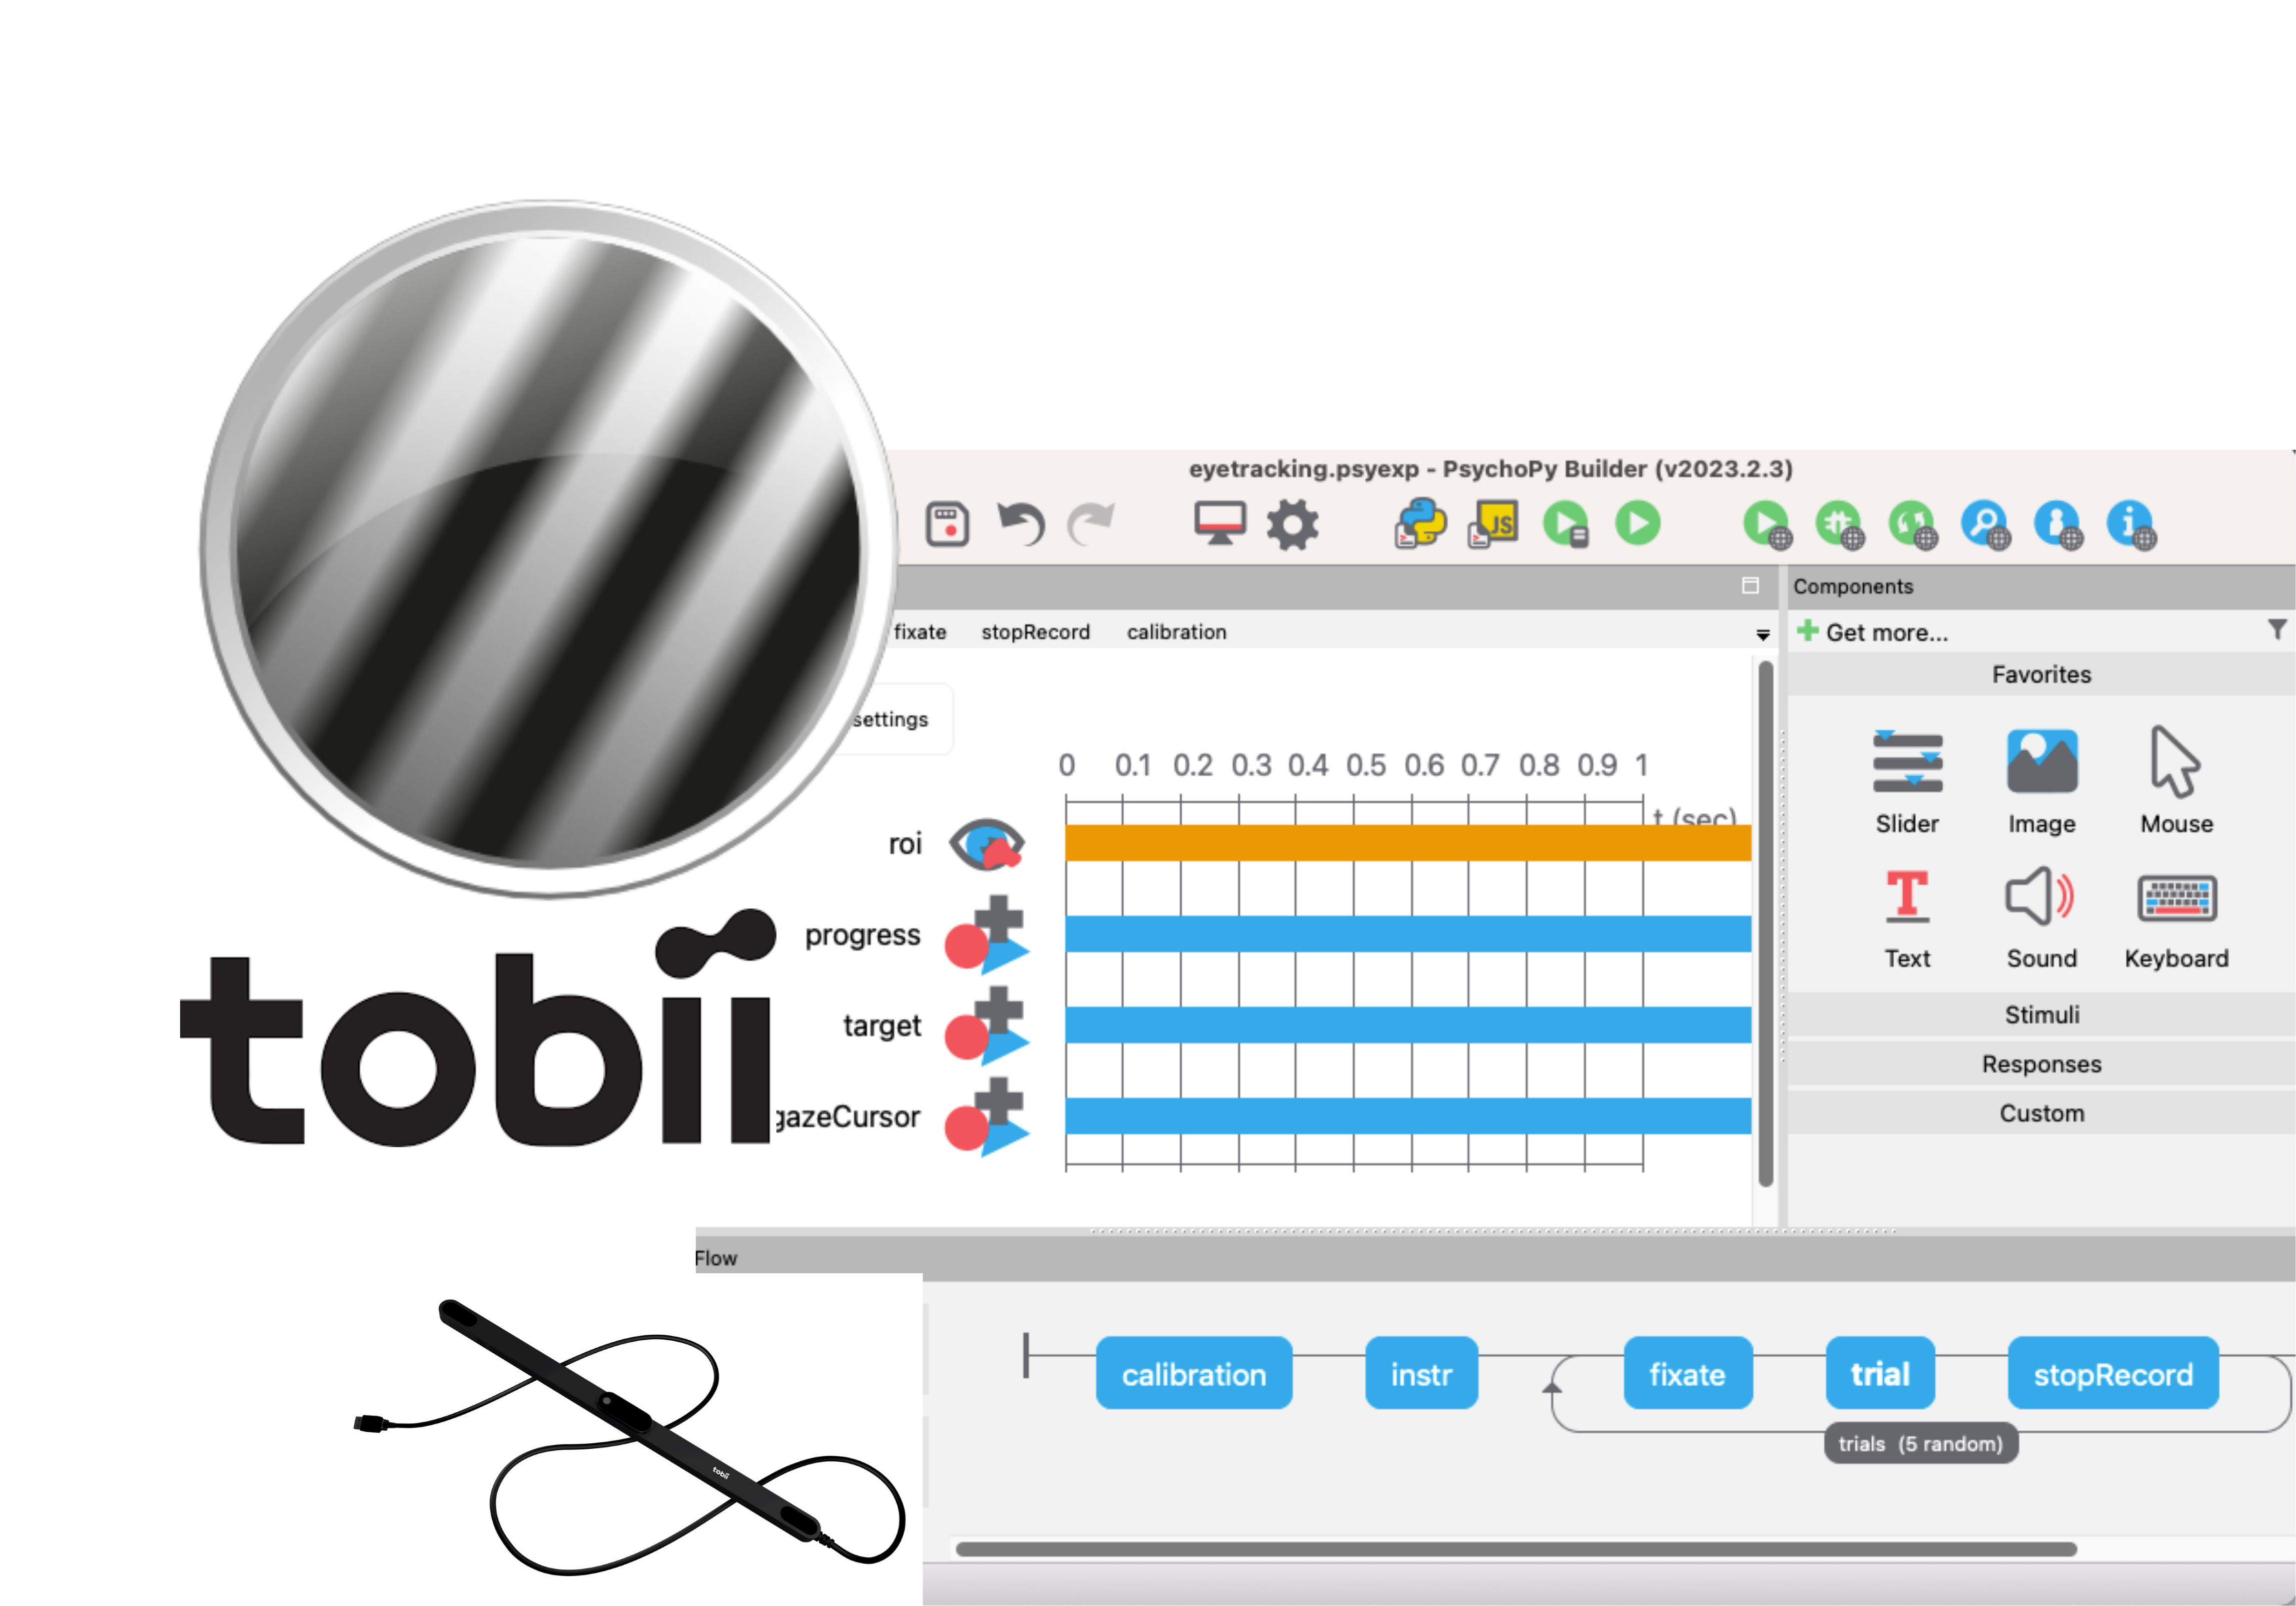 eyetracking.psyexp - PsychoPy Builder (v2023.2.3)
JS
Components
fixate stopRecord calibration
Get more...
Favorites
settings
0 0.1 0.2 0.3 0.4 0.5 0.6 0.7 0.8 0.9 1
t (sec)
roi
progress
target
gazeCursor
Slider Image Mouse
Text Sound Keyboard
Stimuli
Responses
Custom
tobii
Flow
calibration instr fixate trial stopRecord
trials (5 random)
tobii